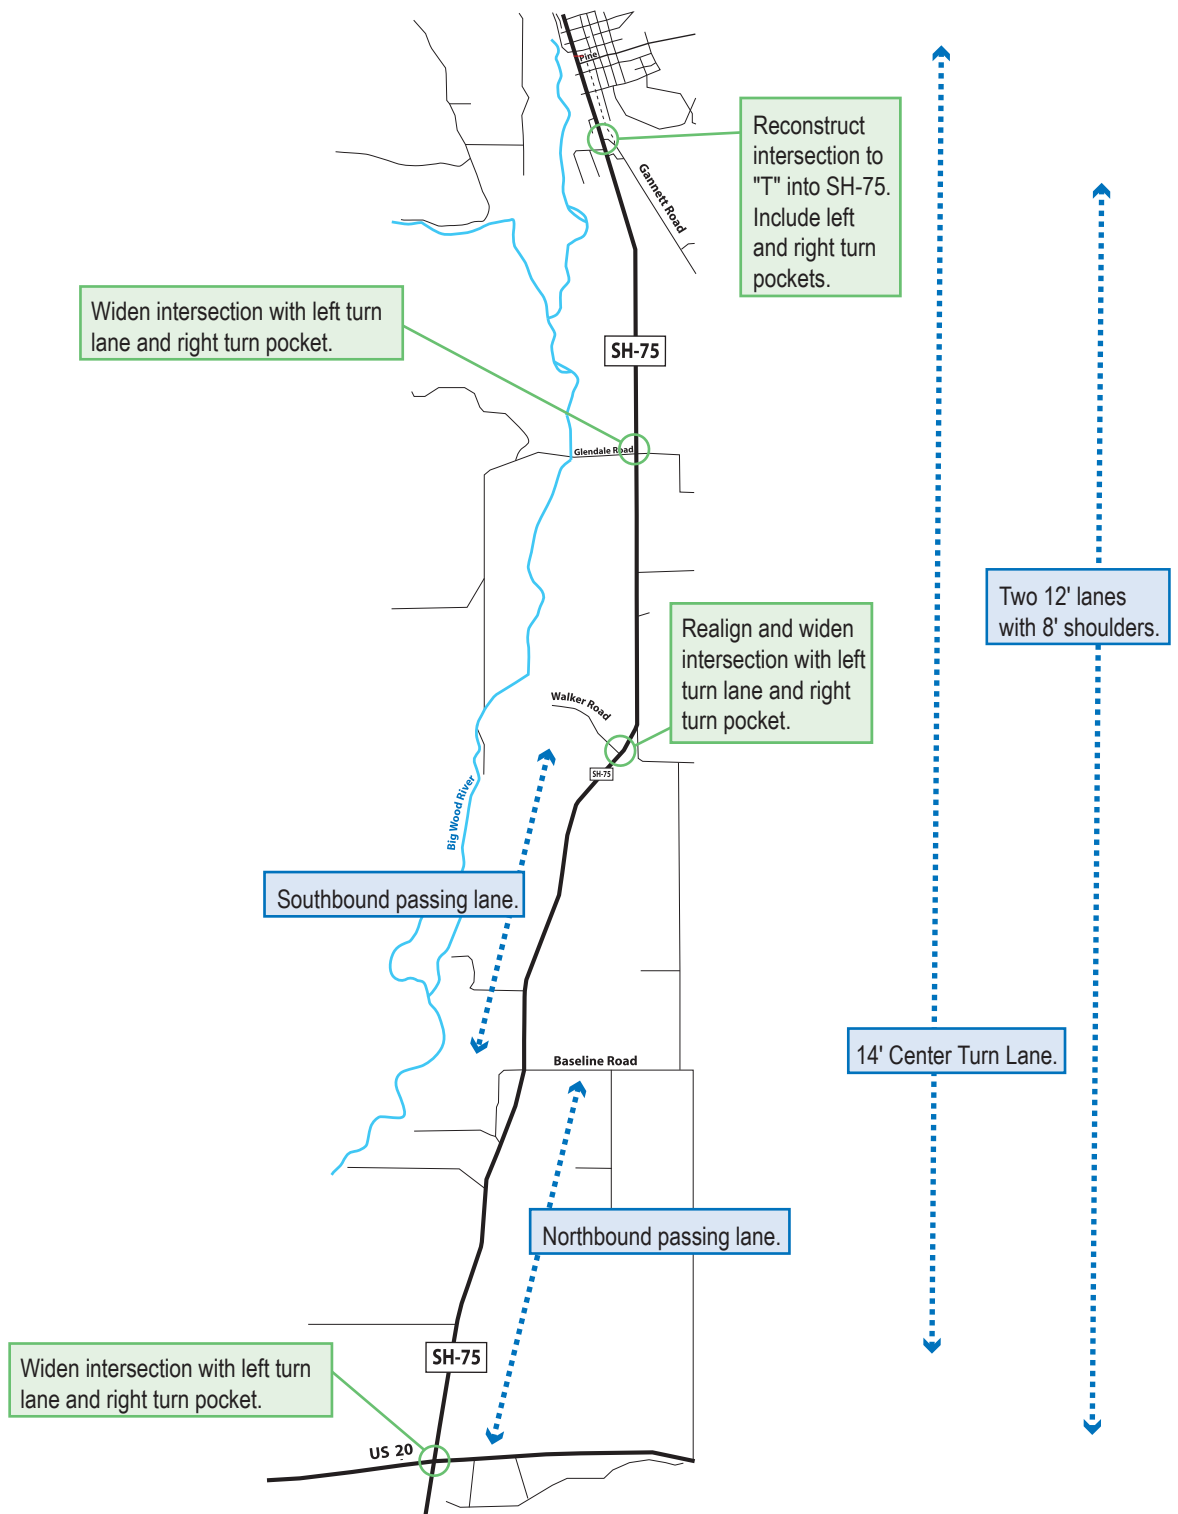 Pine
Reconstruct
intersection to
"T" into SH-75.
Include left
and right turn
pockets.
Gannett Road
Widen intersection with left turn
lane and right turn pocket.
SH-75
Glendale Road
Two 12' lanes
with 8' shoulders.
Realign and widen
intersection with left
turn lane and right
turn pocket.
Walker Road
SH-75
Big Wood River
Southbound passing lane.
14' Center Turn Lane.
Baseline Road
Northbound passing lane.
SH-75
Widen intersection with left turn
lane and right turn pocket.
US 20